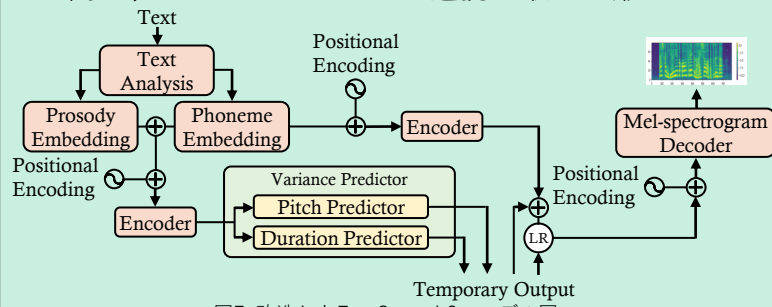 Text
Text
Analysis
Positional
Encoding
Prosody
Embedding
Phoneme
Embedding
Encoder
Mel-spectrogram
Decoder
Positional
Encoding
Variance Predictor
Positional
Encoding
Pitch Predictor
Encoder
Duration Predictor
LR
Temporary Output